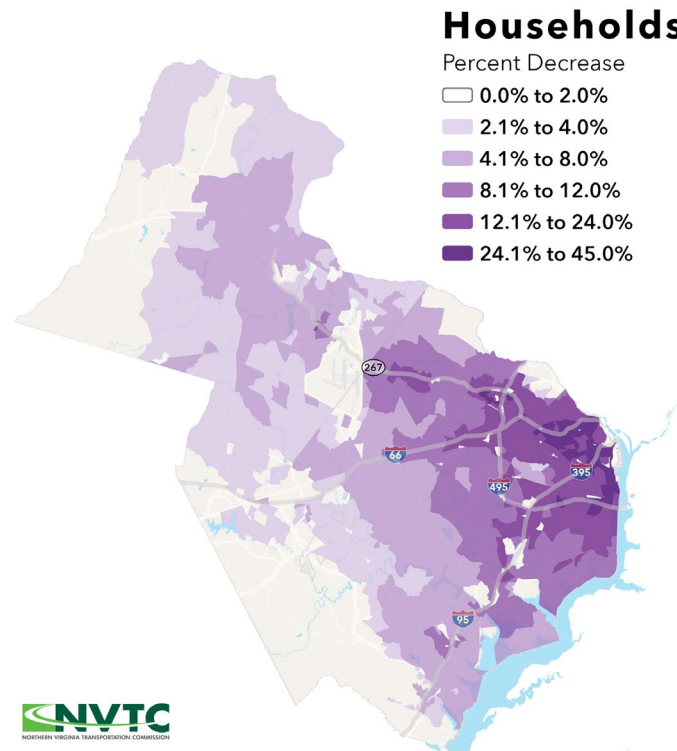 Households
Percent Decrease
0.0% to 2.0%
2.1% to 4.0%
4.1% to 8.0%
8.1% to 12.0%
12.1% to 24.0%
24.1% to 45.0%
267
66
395
495
95
NVTC
NORTHERN VIRGINIA TRANSPORTATION COMMISSION